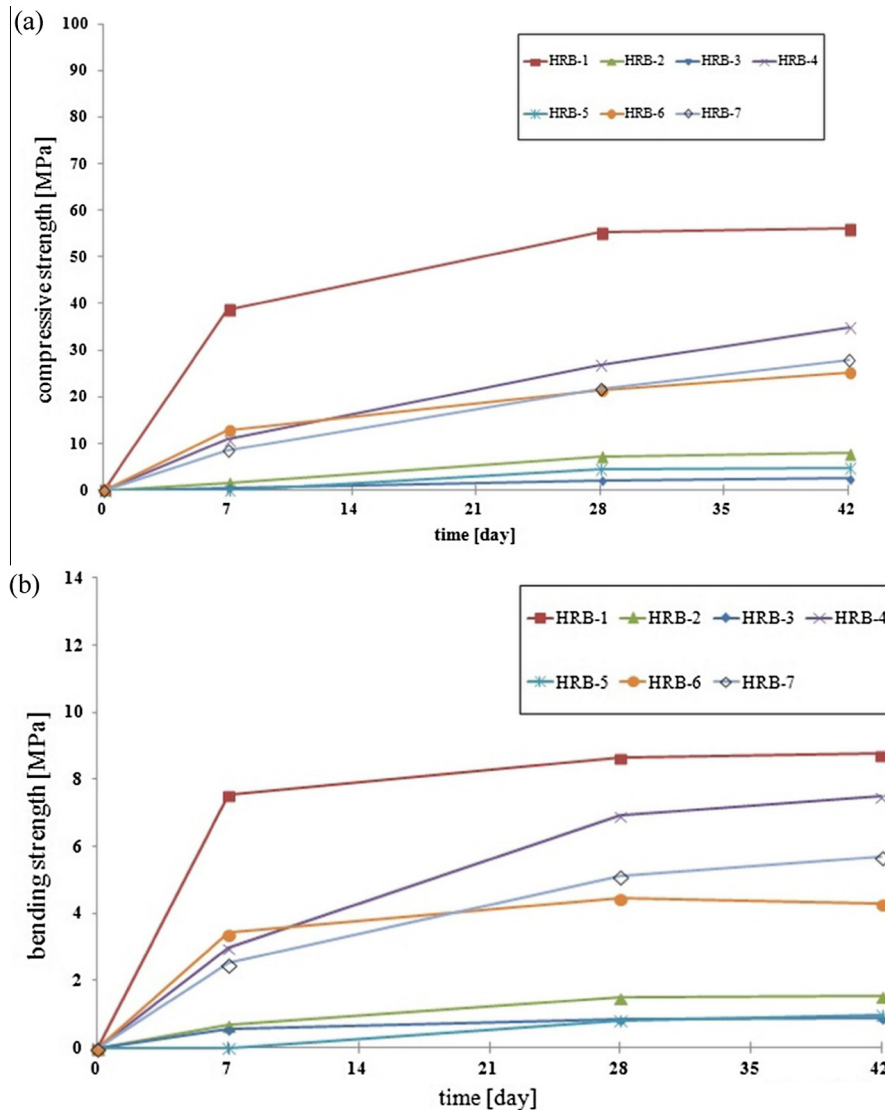 (a)
100
90
80
70
60
50
40
30
20
10
0
compressive strength [MPa]
HRB-1 HRB-2 HRB-3 HRB-4
HRB-5 HRB-6 HRB-7
0 7 14 21 28 35 42
time [day]
(b)
14
12
10
8
6
4
2
0
bending strength [MPa]
HRB-1 HRB-2 HRB-3 HRB-4
HRB-5 HRB-6 HRB-7
0 7 14 21 28 35 42
time [day]